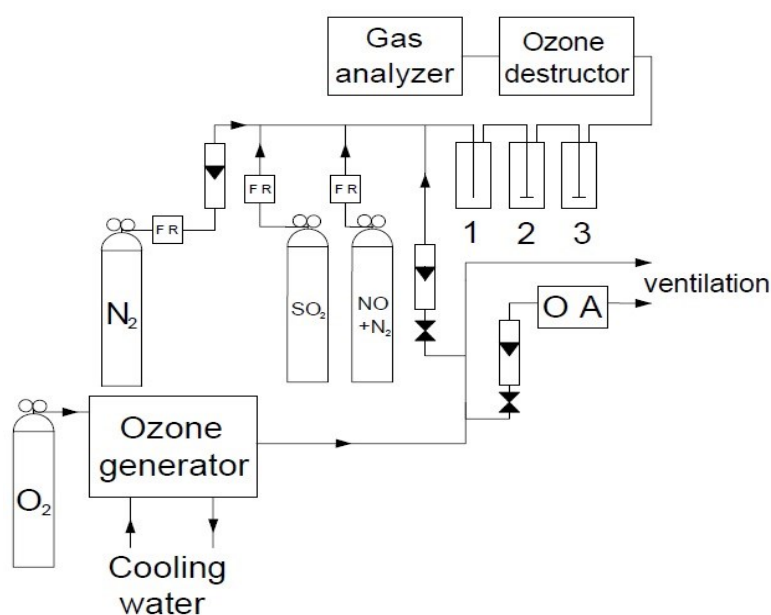 Gas
analyzer
Ozone
destructor
F R
F R
F R
1 2 3
N₂
SO₂
NO
+N₂
ventilation
O A
O₂
Ozone
generator
Cooling
water